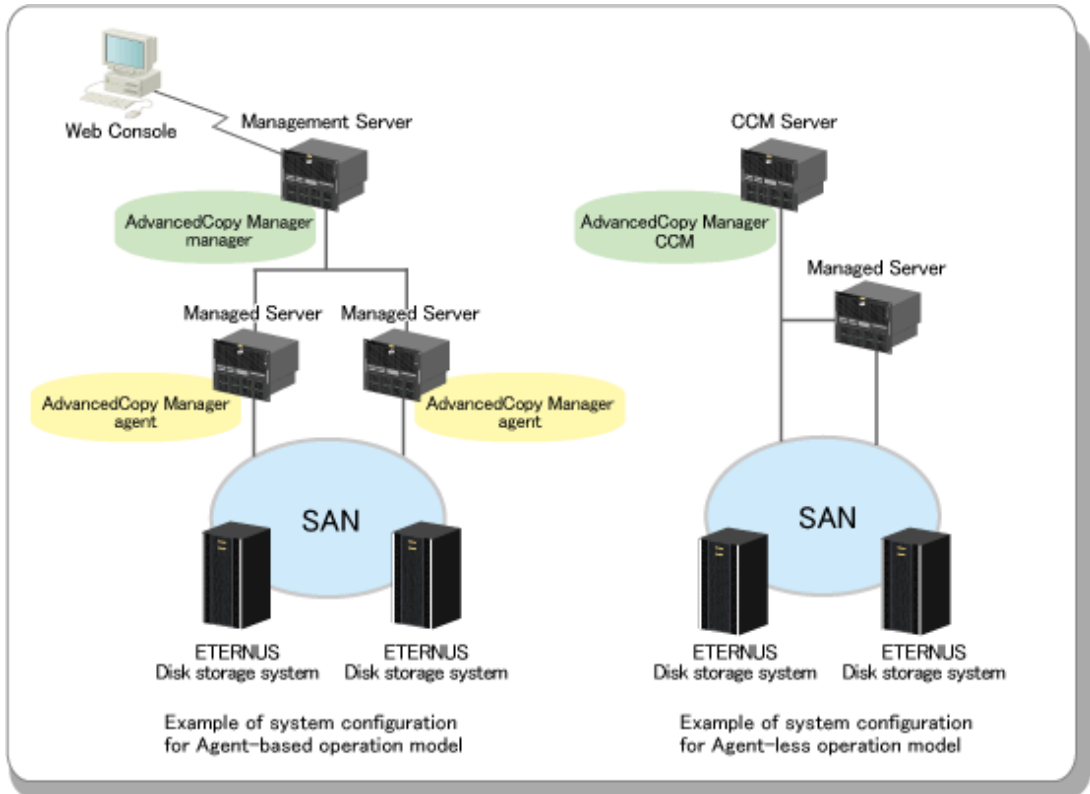 Web Console
Management Server
AdvancedCopy Manager
manager
Managed Server
Managed Server
AdvancedCopy Manager
agent
AdvancedCopy Manager
agent
SAN
ETERNUS
Disk storage system
ETERNUS
Disk storage system
Example of system configuration
for Agent-based operation model
CCM Server
AdvancedCopy Manager
CCM
Managed Server
SAN
ETERNUS
Disk storage system
ETERNUS
Disk storage system
Example of system configuration
for Agent-less operation model